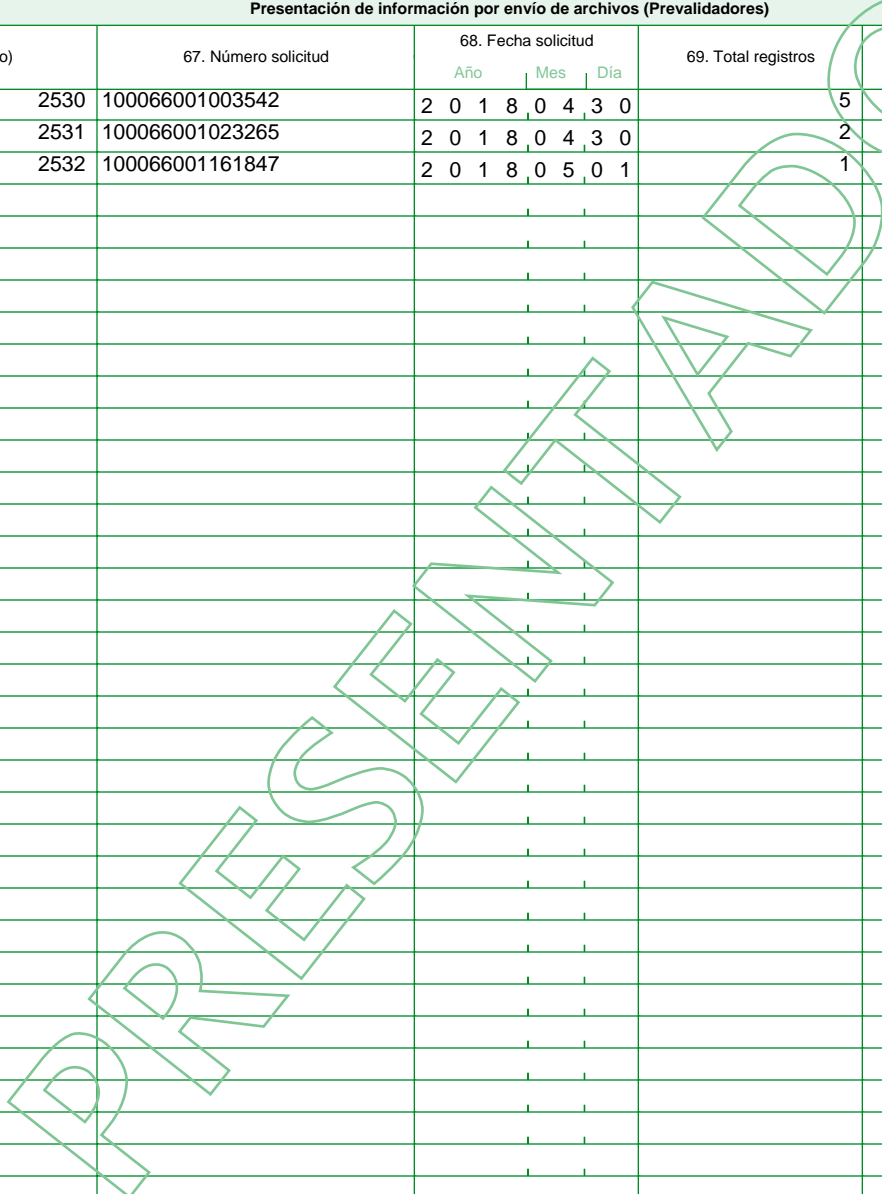 Presentación de información por envío de archivos (Prevalidadores)
o) 67. Número solicitud 68. Fecha solicitud 69. Total registros
Año Mes Día
2530 100066001003542 2 0 1 8 0 4 3 0 5
2531 100066001023265 2 0 1 8 0 4 3 0 2
2532 100066001161847 2 0 1 8 0 5 0 1 1
PRESENTADO